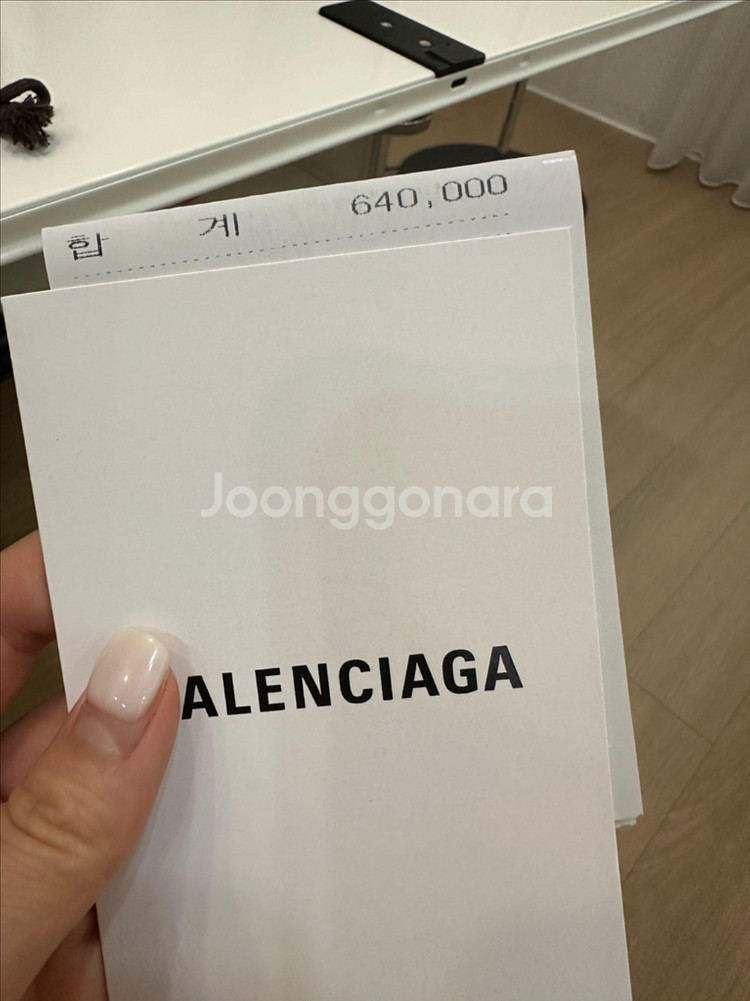 합 계 640,000
Joonggonara
ALENCIAGA